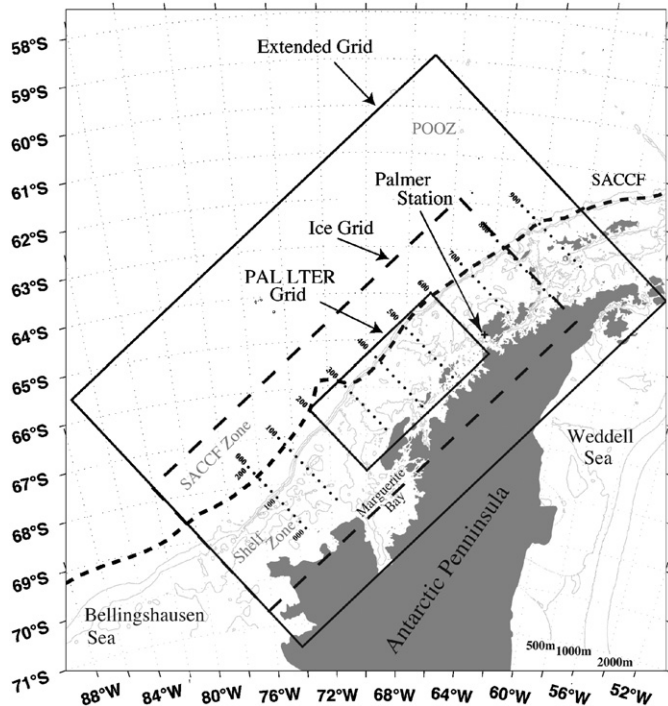 58°S
59°S
60°S
61°S
62°S
63°S
64°S
65°S
66°S
67°S
68°S
69°S
70°S
71°S
Extended Grid
POOZ
Palmer
Station
SACCF
Ice Grid
PAL LTER
Grid
900
800
700
600
500
400
300
200
100
000
200
100
000
SACCF Zone
Shelf
Zone
Marguerite
Bay
Weddell
Sea
Antarctic Penninsula
Bellingshausen
Sea
500m
1000m
2000m
88°W
84°W
80°W
76°W
72°W
68°W
64°W
60°W
56°W
52°W